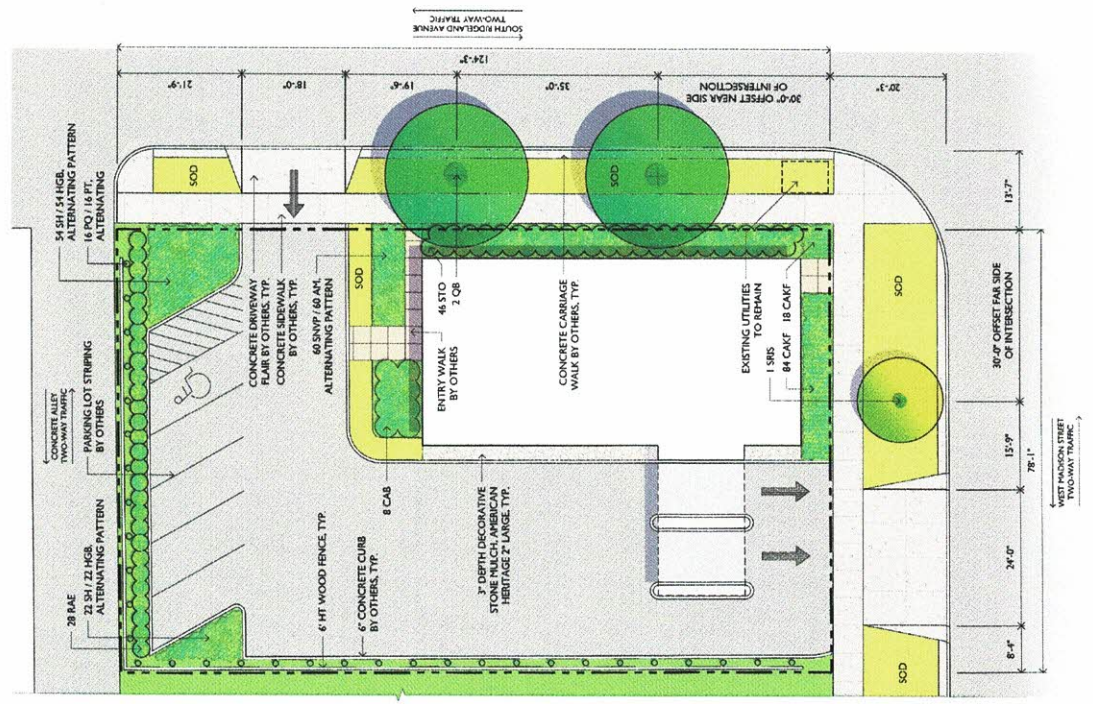 SOUTH RIDGELAND AVENUE
TWO-WAY TRAFFIC
124'-3"
21'-9"
18'-0"
19'-6"
35'-0"
30'-0" OFFSET NEAR SIDE
OF INTERSECTION
20'-3"
54 SH / 54 HGB,
ALTERNATING PATTERN
16 PQ / 16 PT,
ALTERNATING
SOD
CONCRETE DRIVEWAY
FLAIR BY OTHERS, TYP.
CONCRETE SIDEWALK
BY OTHERS, TYP.
60 SNVP / 60 AM,
ALTERNATING PATTERN
SOD
ENTRY WALK
BY OTHERS
46 STO
2 QB
CONCRETE CARRIAGE
WALK BY OTHERS, TYP.
SOD
EXISTING UTILITIES
TO REMAIN
1 SRIS
84 CAKF
18 CAKF
13'-7"
CONCRETE ALLEY
TWO-WAY TRAFFIC
PARKING LOT STRIPING
BY OTHERS
28 RAE
22 SH / 22 HGB,
ALTERNATING PATTERN
6' HT WOOD FENCE, TYP.
6" CONCRETE CURB
BY OTHERS, TYP.
8 CAB
3" DEPTH DECORATIVE
STONE MULCH, AMERICAN
HERITAGE 2" LARGE, TYP.
SOD
SOD
30'-0" OFFSET FAR SIDE
OF INTERSECTION
15'-9"
24'-0"
8'-4"
78'-1"
WEST MADISON STREET
TWO-WAY TRAFFIC